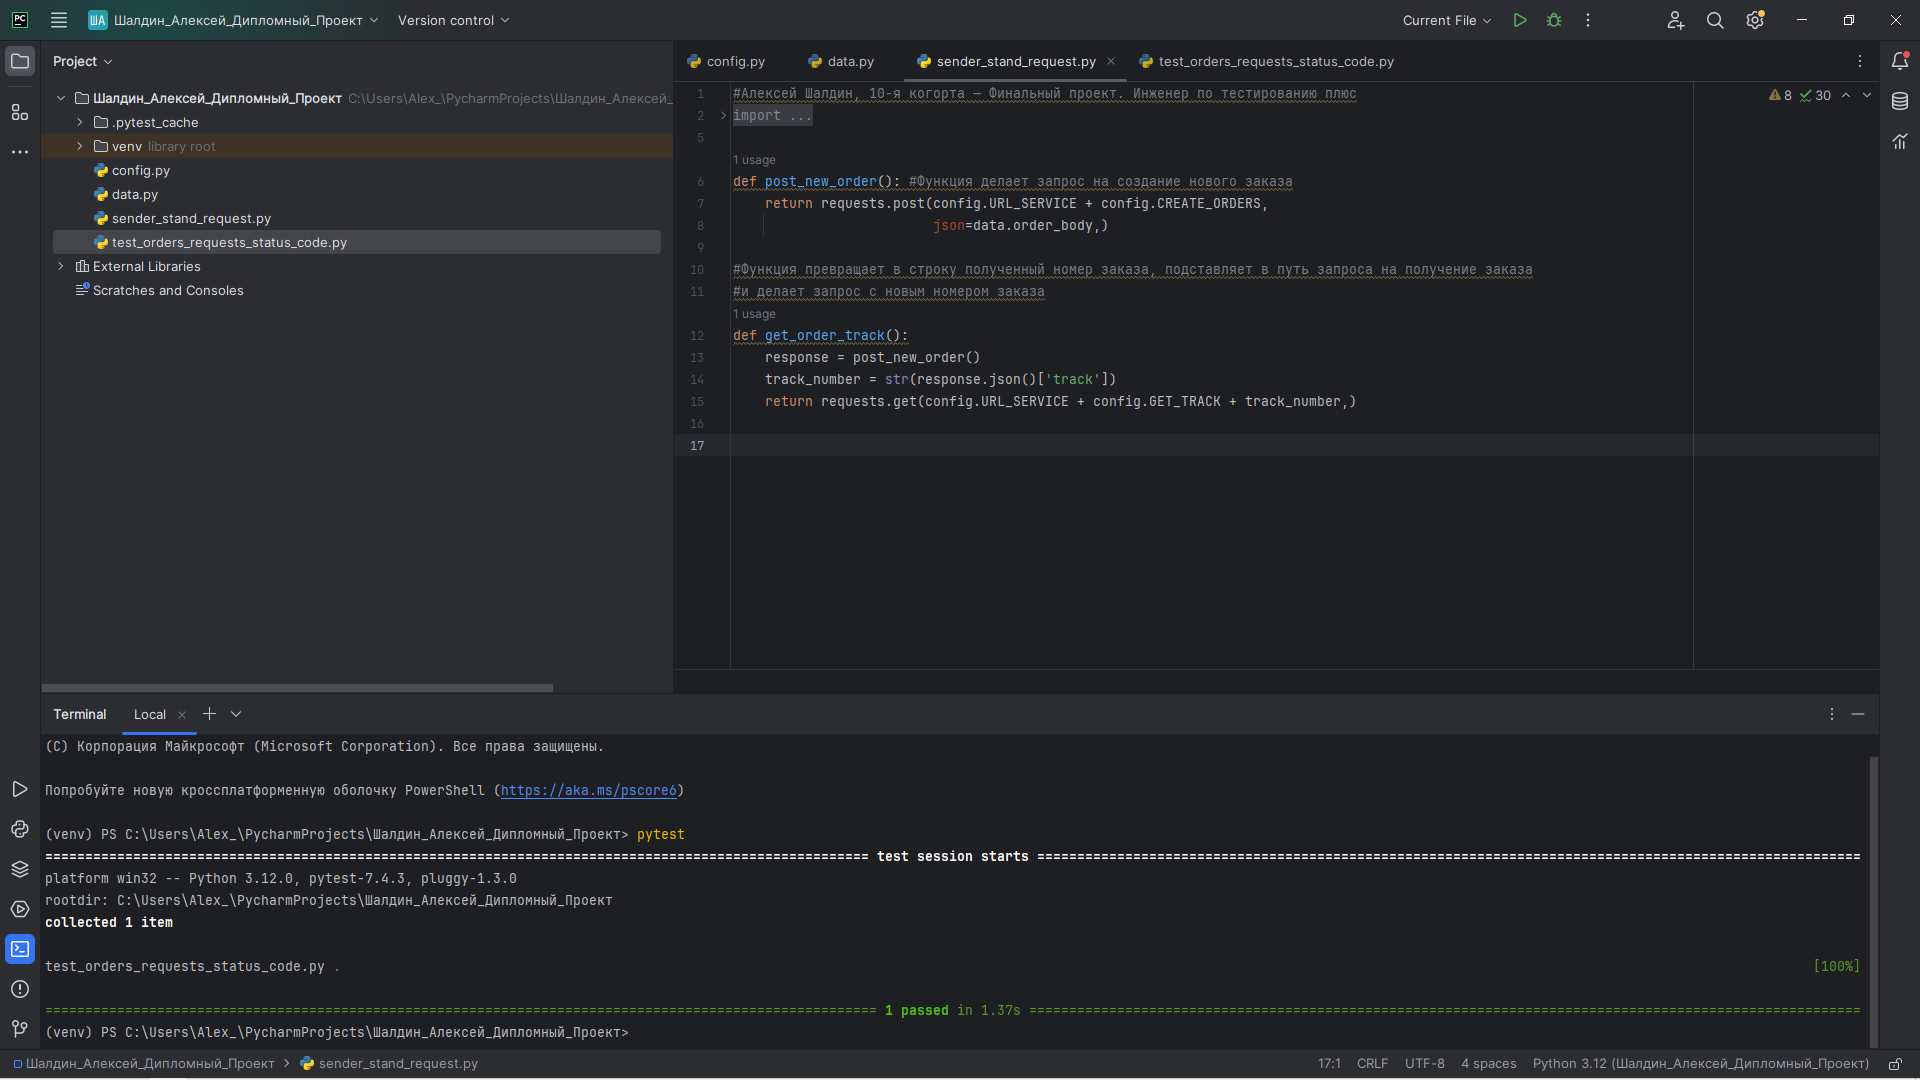 PC ША Шалдин_Алексей_Дипломный_Проект Version control Current File
Project
Шалдин_Алексей_Дипломный_Проект C:\Users\Alex_\PycharmProjects\Шалдин_Алексей_
.pytest_cache
venv library root
config.py
data.py
sender_stand_request.py
test_orders_requests_status_code.py
External Libraries
Scratches and Consoles
config.py data.py sender_stand_request.py test_orders_requests_status_code.py
8 30
1 #Алексей Шалдин, 10-я когорта — Финальный проект. Инженер по тестированию плюс
2 import ...
5
1 usage
6 def post_new_order(): #Функция делает запрос на создание нового заказа
7 return requests.post(config.URL_SERVICE + config.CREATE_ORDERS,
8 json=data.order_body,)
9
10 #Функция превращает в строку полученный номер заказа, подставляет в путь запроса на получение заказа
11 #и делает запрос с новым номером заказа
1 usage
12 def get_order_track():
13 response = post_new_order()
14 track_number = str(response.json()['track'])
15 return requests.get(config.URL_SERVICE + config.GET_TRACK + track_number,)
16
17
Terminal Local
(C) Корпорация Майкрософт (Microsoft Corporation). Все права защищены.
Попробуйте новую кроссплатформенную оболочку PowerShell (https://aka.ms/pscore6)
(venv) PS C:\Users\Alex_\PycharmProjects\Шалдин_Алексей_Дипломный_Проект> pytest
======================================================================================================= test session starts =======================================================================================================
platform win32 -- Python 3.12.0, pytest-7.4.3, pluggy-1.3.0
rootdir: C:\Users\Alex_\PycharmProjects\Шалдин_Алексей_Дипломный_Проект
collected 1 item
test_orders_requests_status_code.py . [100%]
======================================================================================================== 1 passed in 1.37s ========================================================================================================
(venv) PS C:\Users\Alex_\PycharmProjects\Шалдин_Алексей_Дипломный_Проект>
Шалдин_Алексей_Дипломный_Проект sender_stand_request.py 17:1 CRLF UTF-8 4 spaces Python 3.12 (Шалдин_Алексей_Дипломный_Проект)